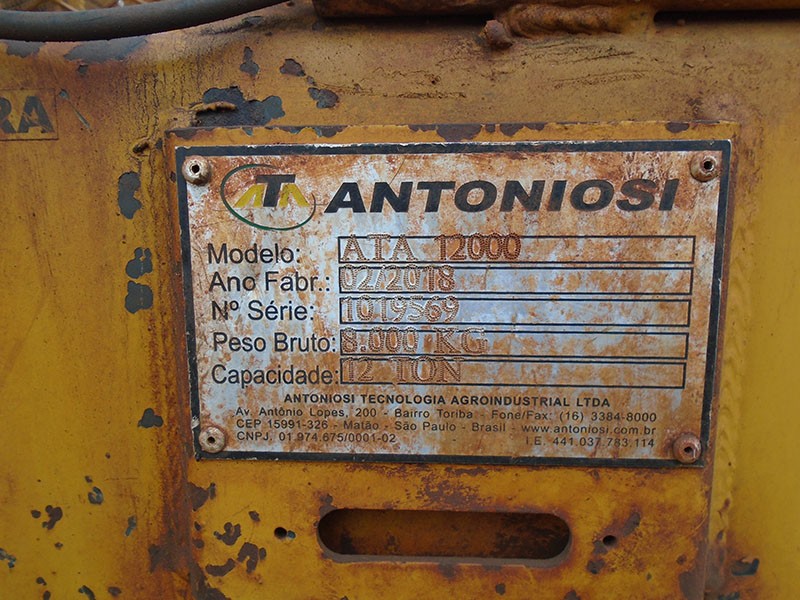 RA
ATA ANTONIOSI
Modelo: ATA 12000
Ano Fabr.: 02/2018
Nº Série: 1019569
Peso Bruto: 8.000 KG
Capacidade: 12 TON
ANTONIOSI TECNOLOGIA AGROINDUSTRIAL LTDA
Av. Antônio Lopes, 200 - Bairro Toriba - Fone/Fax: (16) 3384-8000
CEP 15991-326 - Matão - São Paulo - Brasil - www.antoniosi.com.br
CNPJ. 01.974.675/0001-02 - I.E. 441.037.783.114